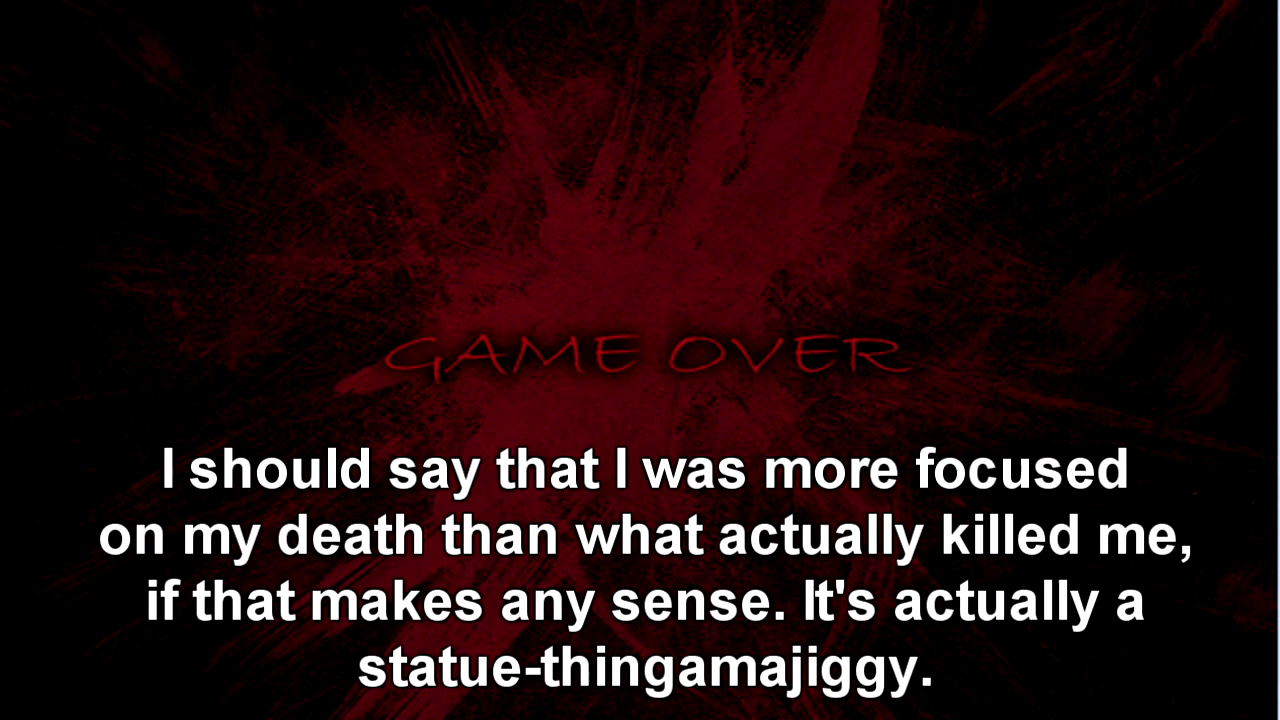 GAME OVER
I should say that I was more focused
on my death than what actually killed me,
if that makes any sense. It's actually a
statue-thingamajiggy.